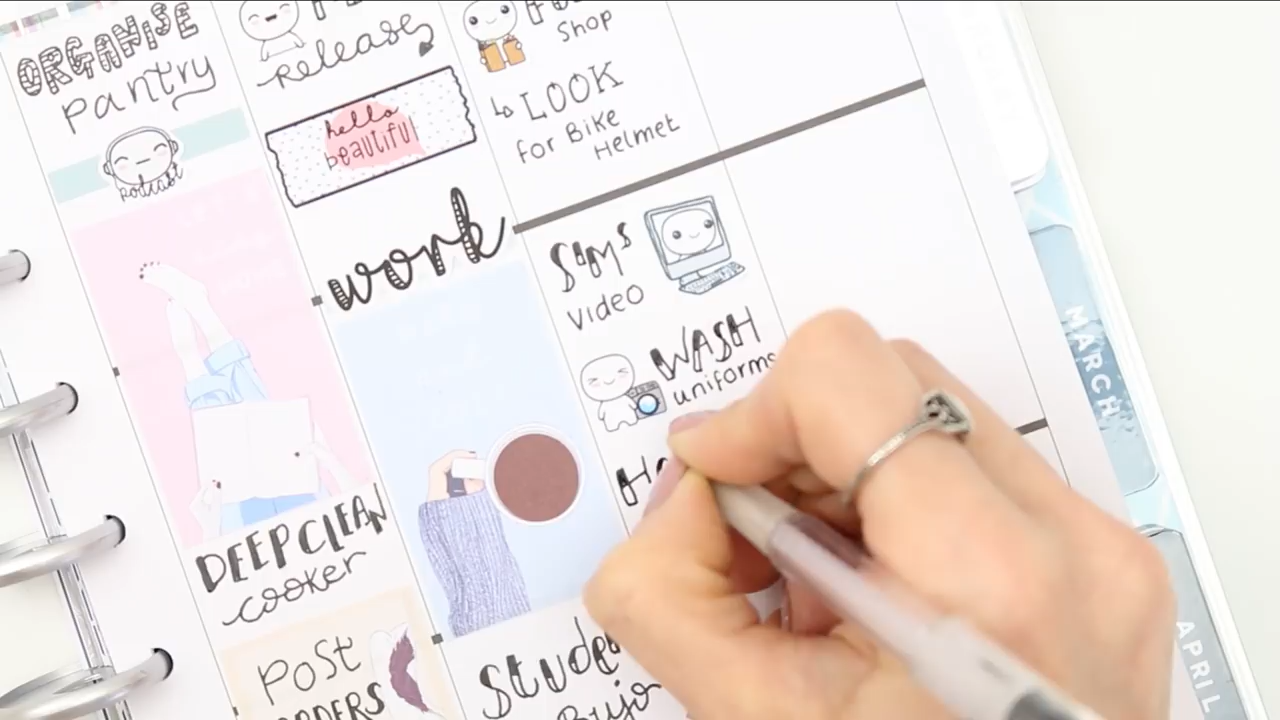 ORGANISE
pantry
podcast
Release
hello
beautiful
Shop
↳ LOOK
for Bike
Helmet
work
SIMS
video
WASH
uniforms
DEEP CLEAN
cooker
POST
ORDERS
Bujo
MARCH
APRIL